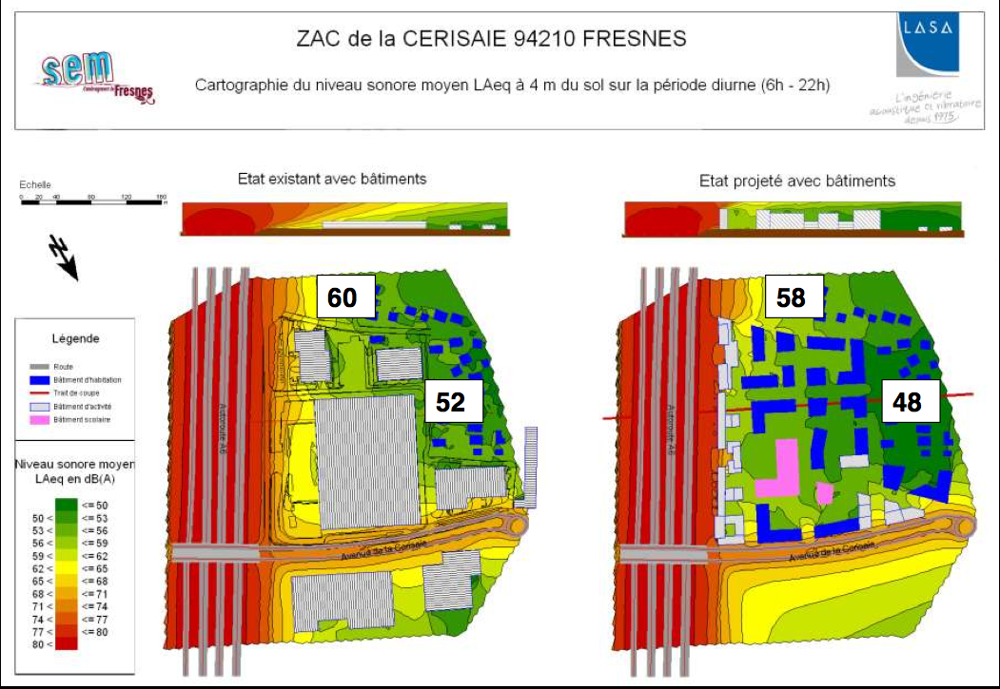 ZAC de la CERISAIE 94210 FRESNES
Cartographie du niveau sonore moyen LAeq à 4 m du sol sur la période diurne (6h - 22h)
sem
Fresnes
LASA
L'ingénierie
acoustique et vibratoire
depuis 1975
Echelle
0 20 40 80 120 160
m
Etat existant avec bâtiments
Etat projeté avec bâtiments
N
60
52
58
48
Autoroute A6
Avenue de la Cerisaie
Autoroute A6
Avenue de la Cerisaie
Légende
Route
Bâtiment d'habitation
Trait de coupe
Bâtiment d'activité
Bâtiment scolaire
Niveau sonore moyen
LAeq en dB(A)
<= 50
50 < <= 53
53 < <= 56
56 < <= 59
59 < <= 62
62 < <= 65
65 < <= 68
68 < <= 71
71 < <= 74
74 < <= 77
77 < <= 80
80 <